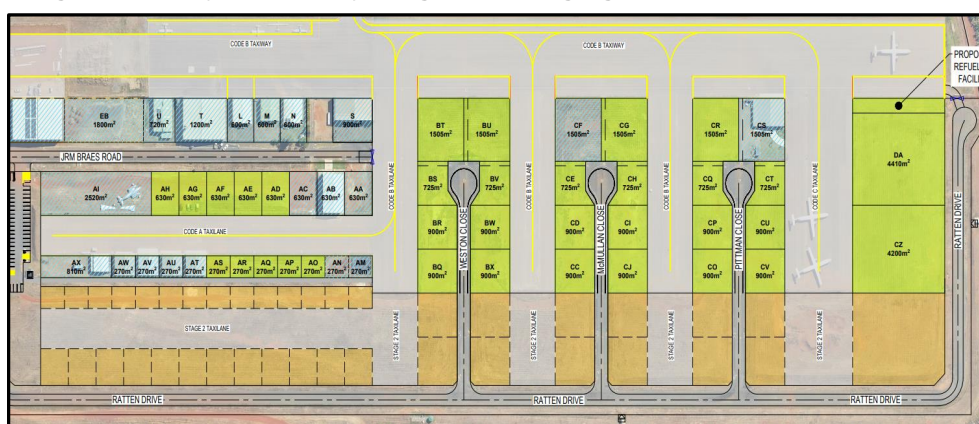 CODE B TAXIWAY
CODE B TAXIWAY
PROPO
REFUEL
FACILI
EB
1800m²
U
720m²
T
1200m²
L
600m²
M
600m²
N
600m²
S
900m²
JRM BRAES ROAD
AI
2520m²
AH
630m²
AG
630m²
AF
630m²
AE
630m²
AD
630m²
AC
630m²
AB
630m²
AA
630m²
CODE A TAXILANE
AX
810m²
AW
270m²
AV
270m²
AU
270m²
AT
270m²
AS
270m²
AR
270m²
AQ
270m²
AP
270m²
AO
270m²
AN
270m²
AM
270m²
STAGE 2 TAXILANE
CODE B TAXILANE
STAGE 2 TAXILANE
BT
1505m²
BU
1505m²
BS
725m²
BV
725m²
BR
900m²
BW
900m²
BQ
900m²
BX
900m²
WESTON CLOSE
CODE B TAXILANE
STAGE 2 TAXILANE
CF
1505m²
CG
1505m²
CE
725m²
CH
725m²
CD
900m²
CI
900m²
CC
900m²
CJ
900m²
McMULLAN CLOSE
CODE B TAXILANE
STAGE 2 TAXILANE
CR
1505m²
CS
1505m²
CQ
725m²
CT
725m²
CP
900m²
CU
900m²
CO
900m²
CV
900m²
PITTMAN CLOSE
CODE C TAXILANE
STAGE 2 TAXILANE
DA
4410m²
CZ
4200m²
RATTEN DRIVE
RATTEN DRIVE
RATTEN DRIVE
RATTEN DRIVE